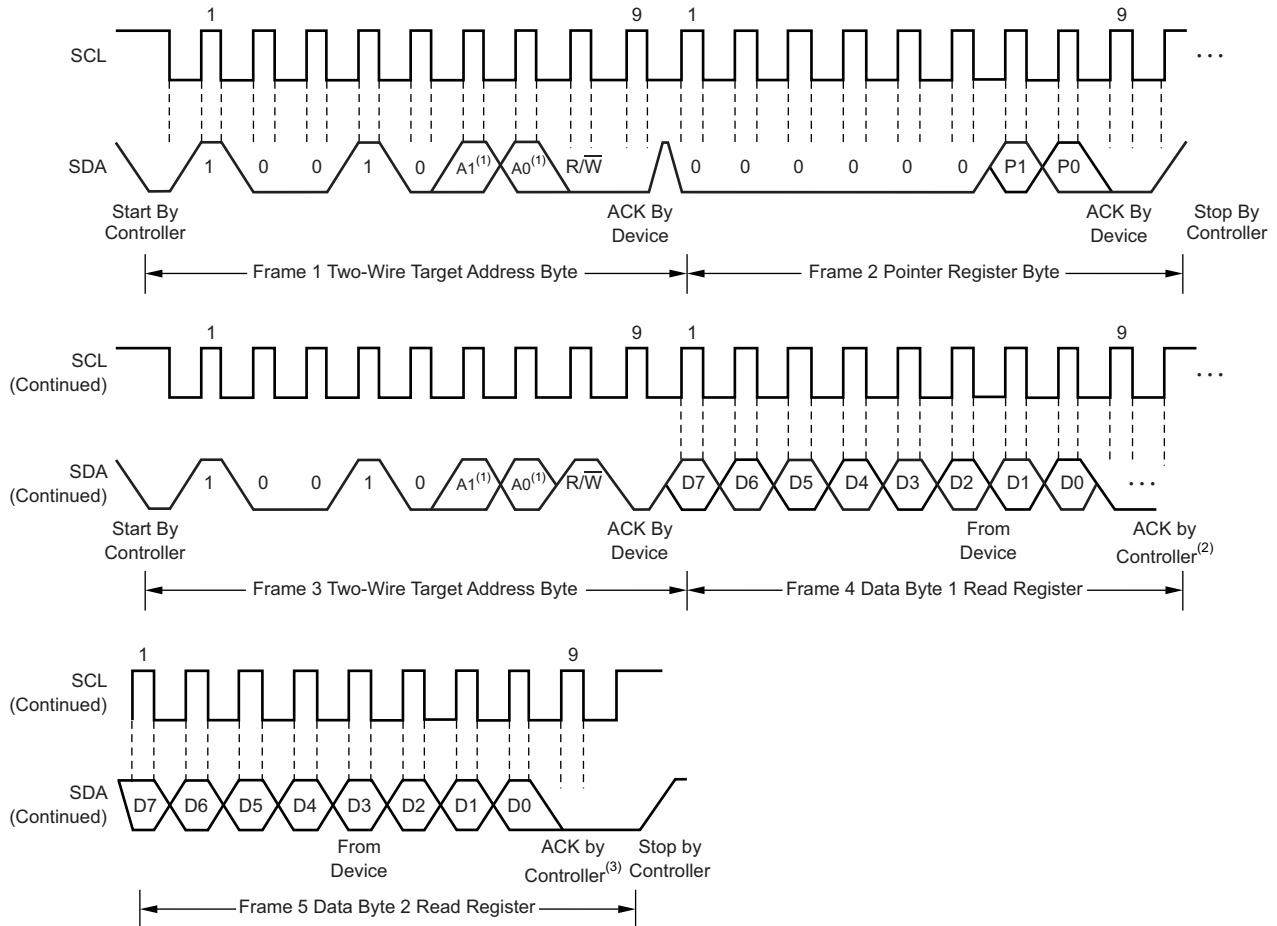 1 9 1 9
SCL ...
SDA 1 0 0 1 0 A1(1) A0(1) R/W̅ 0 0 0 0 0 0 P1 P0
Start By Controller ACK By Device ACK By Device Stop By Controller
Frame 1 Two-Wire Target Address Byte Frame 2 Pointer Register Byte
1 9 1 9
SCL (Continued) ...
SDA (Continued) 1 0 0 1 0 A1(1) A0(1) R/W̅ D7 D6 D5 D4 D3 D2 D1 D0 ...
Start By Controller ACK By Device From Device ACK by Controller(2)
Frame 3 Two-Wire Target Address Byte Frame 4 Data Byte 1 Read Register
1 9
SCL (Continued)
SDA (Continued) D7 D6 D5 D4 D3 D2 D1 D0
From Device ACK by Controller(3) Stop by Controller
Frame 5 Data Byte 2 Read Register